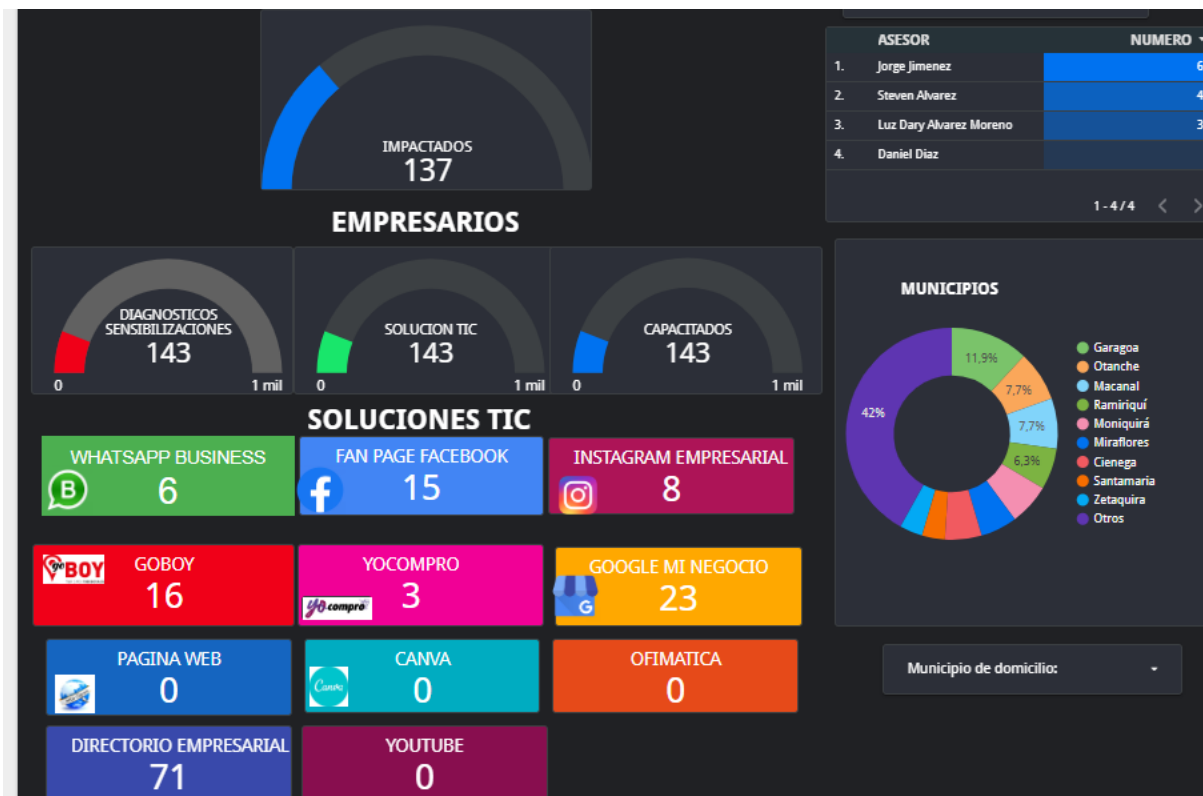 IMPACTADOS
137
EMPRESARIOS
DIAGNOSTICOS
SENSIBILIZACIONES
143
0
1 mil
SOLUCION TIC
143
0
1 mil
CAPACITADOS
143
0
1 mil
SOLUCIONES TIC
WHATSAPP BUSINESS
B
6
FAN PAGE FACEBOOK
f
15
INSTAGRAM EMPRESARIAL
8
goBOY
GOBOY
16
YOCOMPRO
Yo compro
3
GOOGLE MI NEGOCIO
G
23
PAGINA WEB
0
CANVA
Canva
0
OFIMATICA
0
DIRECTORIO EMPRESARIAL
71
YOUTUBE
0
ASESOR NUMERO
1. Jorge Jimenez 6
2. Steven Alvarez 4
3. Luz Dary Alvarez Moreno 3
4. Daniel Diaz
1 - 4 / 4
MUNICIPIOS
11,9%
7,7%
7,7%
6,3%
42%
Garagoa
Otanche
Macanal
Ramiriquí
Moniquirá
Miraflores
Cienega
Santamaria
Zetaquira
Otros
Municipio de domicilio: